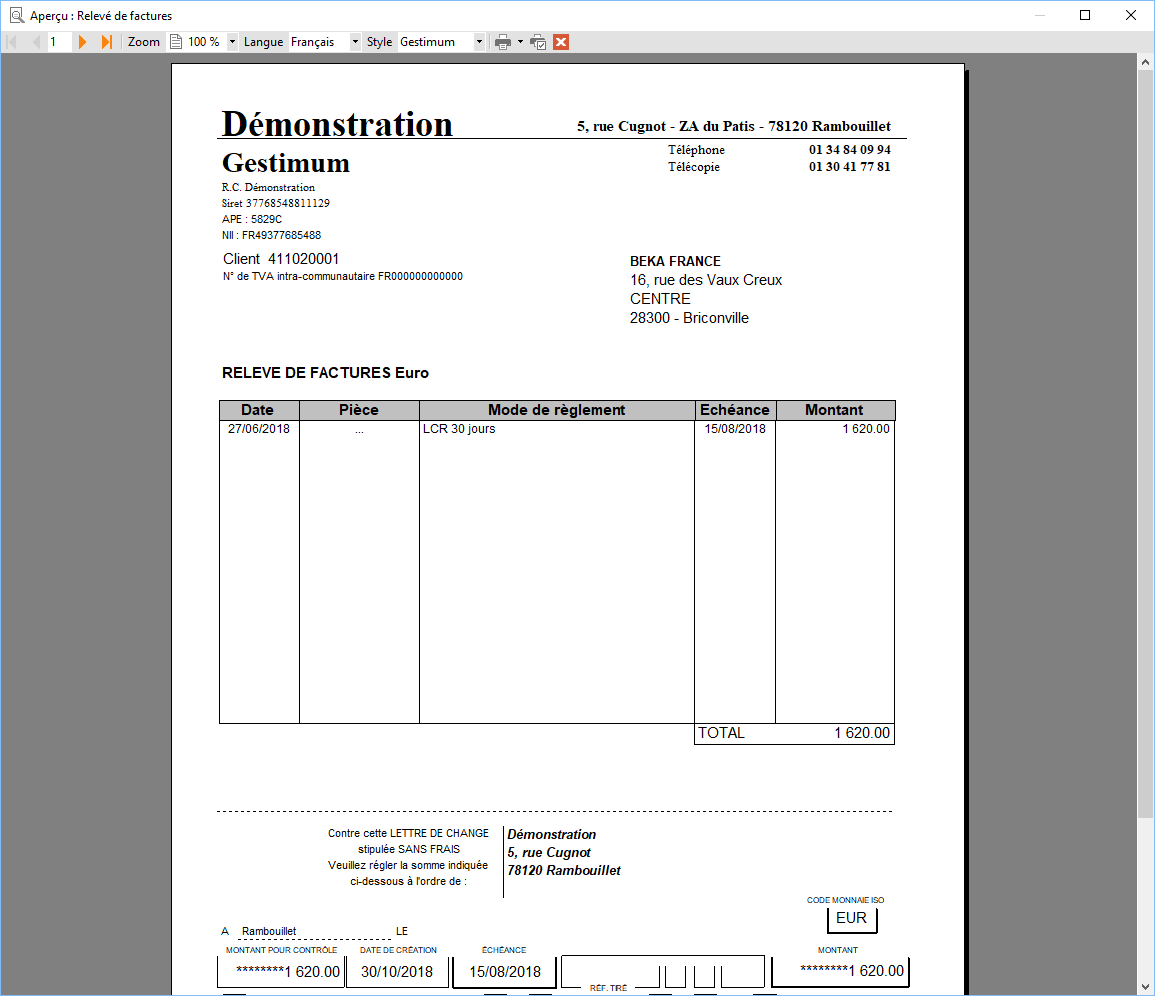 Aperçu : Relevé de factures
1 Zoom 100 % Langue Français Style Gestimum
Démonstration
5, rue Cugnot - ZA du Patis - 78120 Rambouillet
Gestimum
Téléphone 01 34 84 09 94
Télécopie 01 30 41 77 81
R.C. Démonstration
Siret 37768548811129
APE : 5829C
NII : FR49377685488
Client 411020001
N° de TVA intra-communautaire FR000000000000
BEKA FRANCE
16, rue des Vaux Creux
CENTRE
28300 - Briconville
RELEVE DE FACTURES Euro
Date Pièce Mode de règlement Echéance Montant
27/06/2018 ... LCR 30 jours 15/08/2018 1 620.00
TOTAL 1 620.00
Contre cette LETTRE DE CHANGE
stipulée SANS FRAIS
Veuillez régler la somme indiquée
ci-dessous à l'ordre de :
Démonstration
5, rue Cugnot
78120 Rambouillet
CODE MONNAIE ISO
EUR
A Rambouillet LE
MONTANT POUR CONTRÔLE DATE DE CRÉATION ÉCHÉANCE MONTANT
********1 620.00 30/10/2018 15/08/2018 ********1 620.00
RÉF. TIRÉ